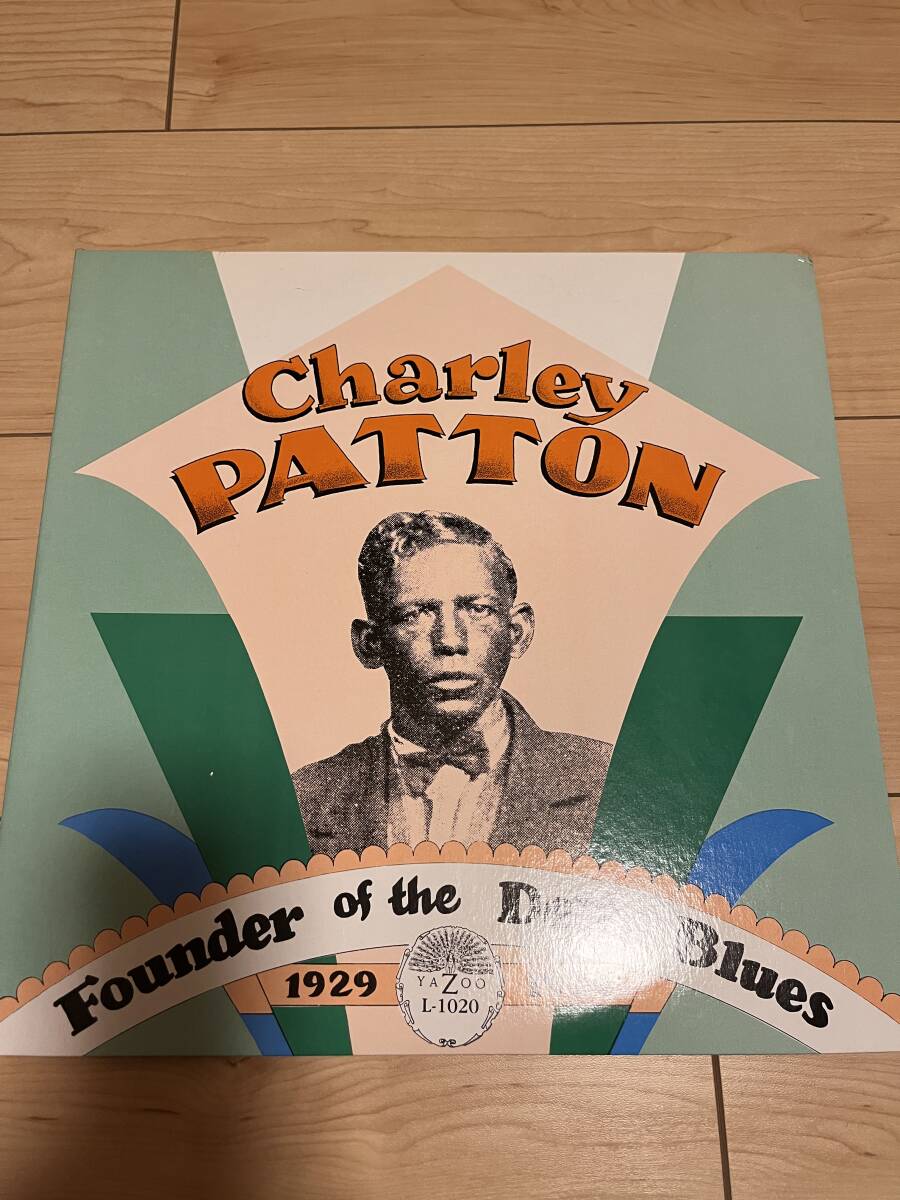 Charley
PATTON
Founder of the Blues
1929
YAZOO
L-1020